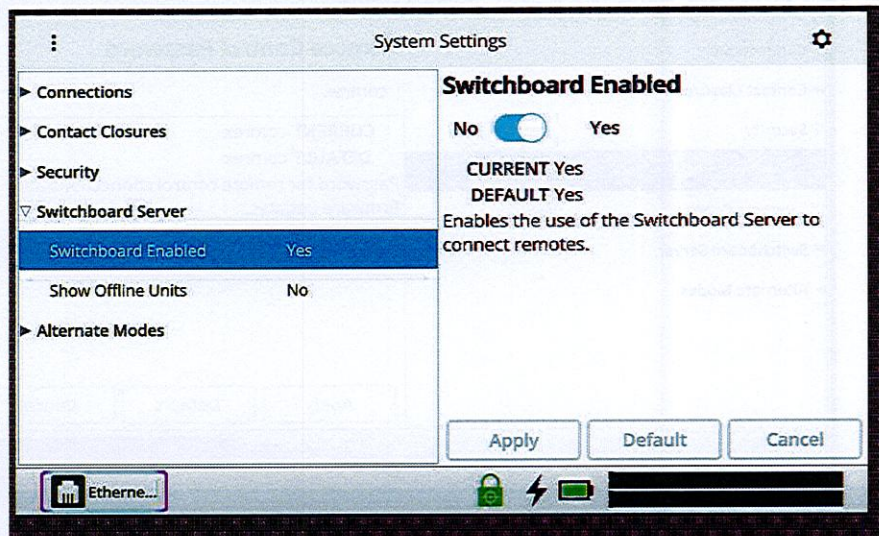 System Settings
Connections
Contact Closures
Security
Switchboard Server
Switchboard Enabled Yes
Show Offline Units No
Alternate Modes
Switchboard Enabled
No Yes
CURRENT Yes
DEFAULT Yes
Enables the use of the Switchboard Server to
connect remotes.
Apply Default Cancel
Etherne...